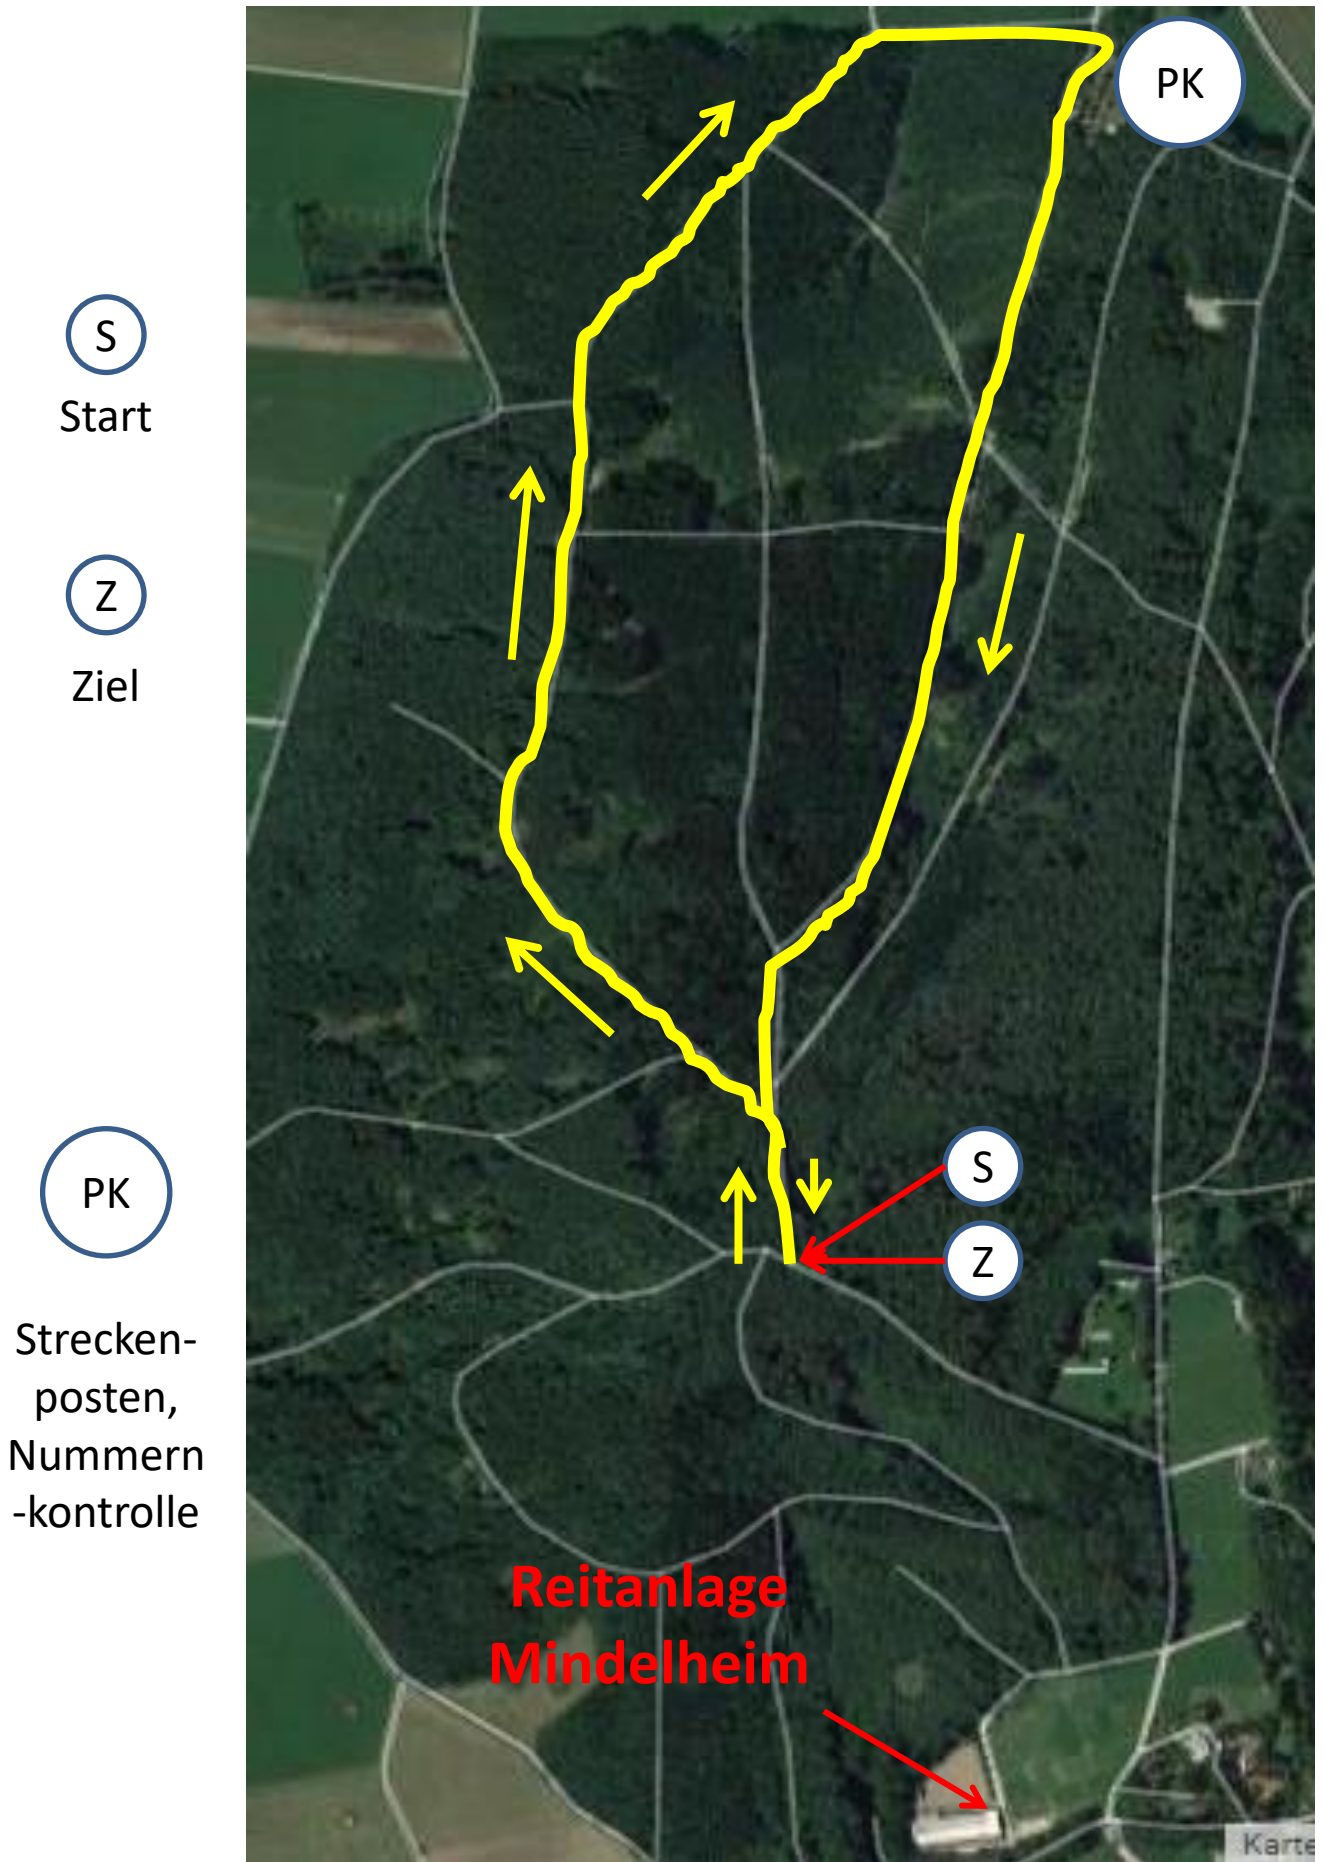 PK
S
Start
Z
Ziel
PK
Strecken-
posten,
Nummern
-kontrolle
S
Z
Reitanlage
Mindelheim
Karte